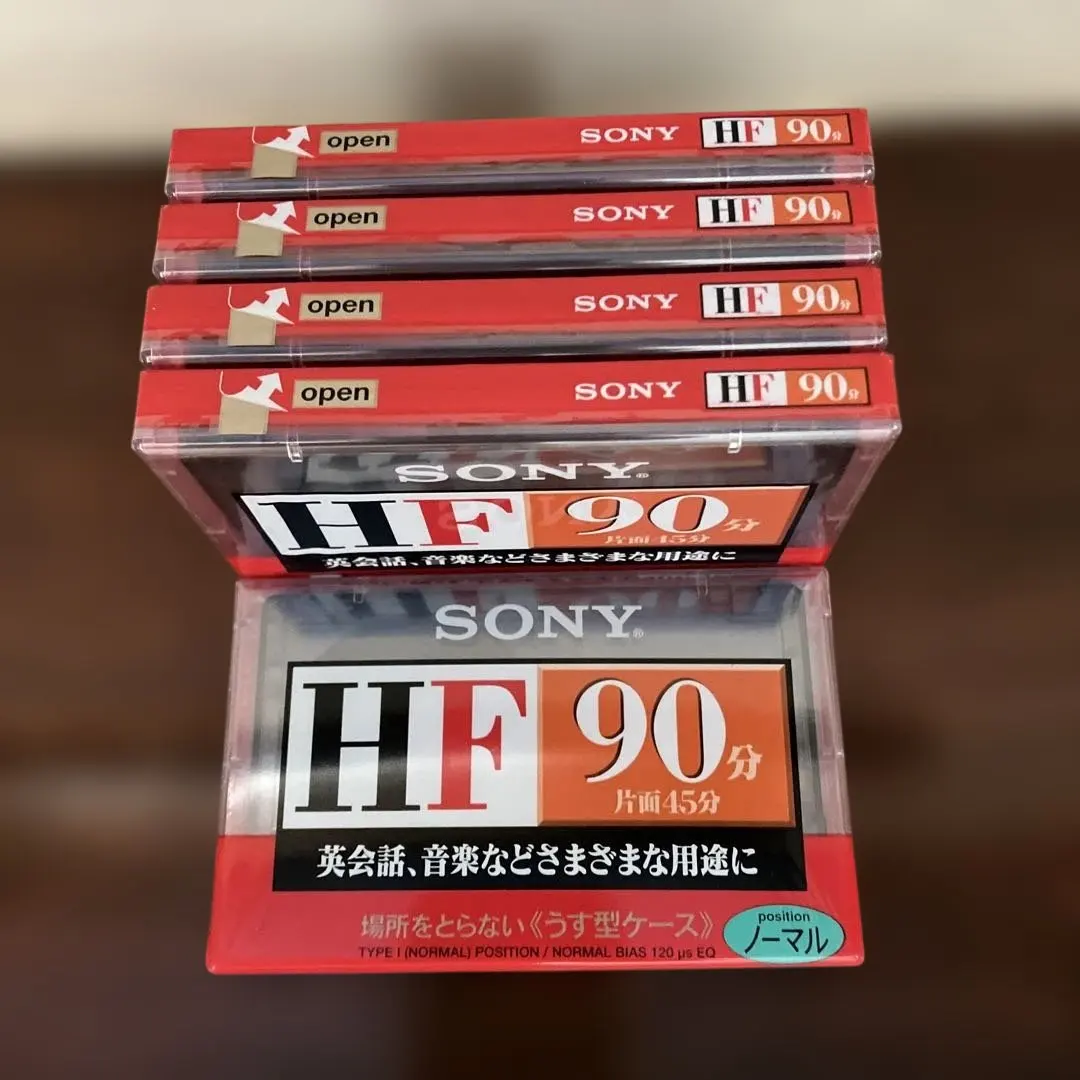 open SONY HF 90分
open SONY HF 90分
open SONY HF 90分
open SONY HF 90分
SONY®
HF 90分
片面45分
英会話、音楽などさまざまな用途に
SONY®
HF 90分
片面45分
英会話、音楽などさまざまな用途に
場所をとらない《うす型ケース》
position
ノーマル
TYPE I (NORMAL) POSITION / NORMAL BIAS 120 μs EQ